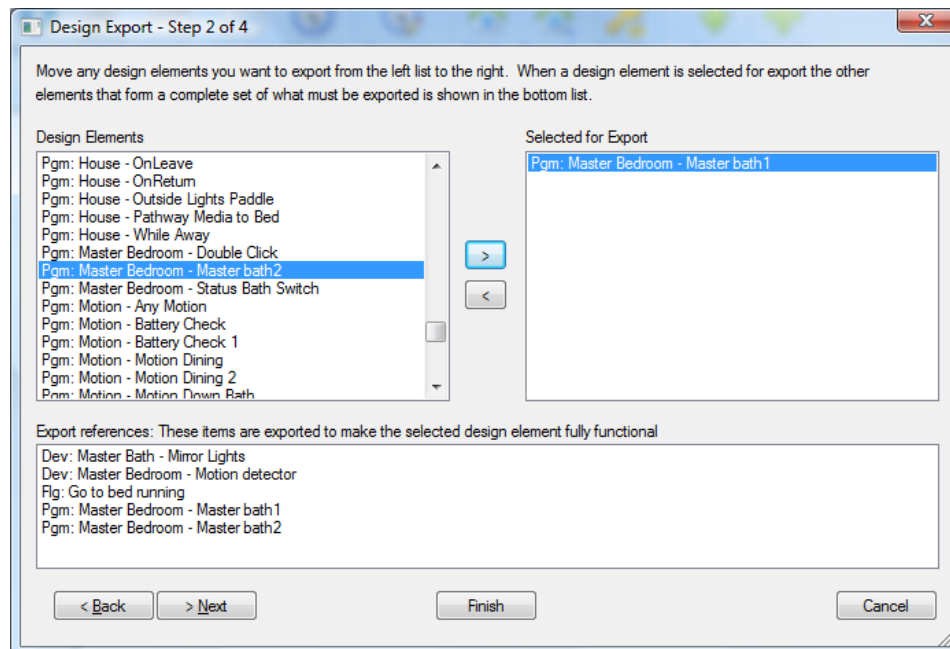 Design Export - Step 2 of 4
Move any design elements you want to export from the left list to the right. When a design element is selected for export the other
elements that form a complete set of what must be exported is shown in the bottom list.
Design Elements
Pgm: House - OnLeave
Pgm: House - OnReturn
Pgm: House - Outside Lights Paddle
Pgm: House - Pathway Media to Bed
Pgm: House - While Away
Pgm: Master Bedroom - Double Click
Pgm: Master Bedroom - Master bath2
Pgm: Master Bedroom - Status Bath Switch
Pgm: Motion - Any Motion
Pgm: Motion - Battery Check
Pgm: Motion - Battery Check 1
Pgm: Motion - Motion Dining
Pgm: Motion - Motion Dining 2
Pgm: Motion - Motion Down Bath
>
<
Selected for Export
Pgm: Master Bedroom - Master bath1
Export references: These items are exported to make the selected design element fully functional
Dev: Master Bath - Mirror Lights
Dev: Master Bedroom - Motion detector
Flg: Go to bed running
Pgm: Master Bedroom - Master bath1
Pgm: Master Bedroom - Master bath2
< Back
> Next
Finish
Cancel